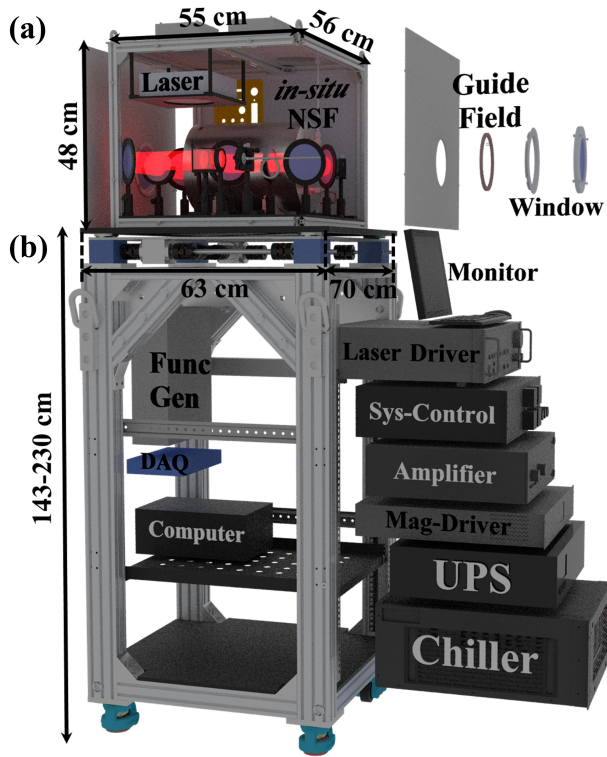 (a)
55 cm
56 cm
48 cm
Laser
in-situ
NSF
Guide
Field
Window
(b)
63 cm
70 cm
Monitor
143-230 cm
Func
Gen
Laser Driver
Sys-Control
DAQ
Amplifier
Computer
Mag-Driver
UPS
Chiller